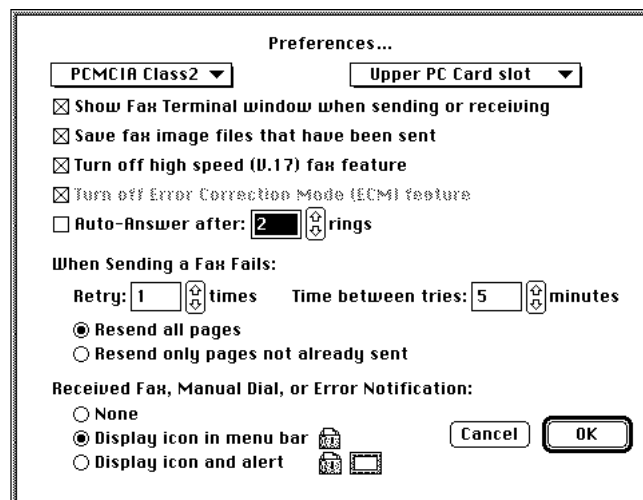 Preferences...
PCMCIA Class2 Upper PC Card slot
Show Fax Terminal window when sending or receiving
Save fax image files that have been sent
Turn off high speed (V.17) fax feature
Turn off Error Correction Mode (ECM) feature
Auto-Answer after: 2 rings
When Sending a Fax Fails:
Retry: 1 times Time between tries: 5 minutes
Resend all pages
Resend only pages not already sent
Received Fax, Manual Dial, or Error Notification:
None
Display icon in menu bar
Cancel OK
Display icon and alert